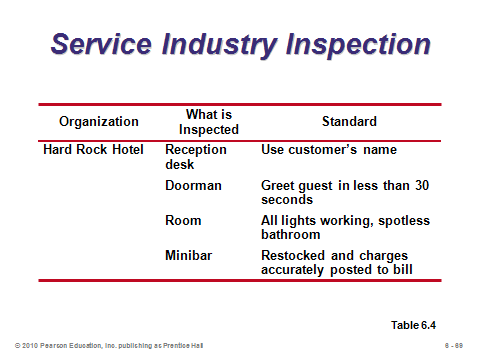 Service Industry Inspection
Organization
What is
Inspected
Standard
Hard Rock Hotel
Reception
desk
Use customer's name
Doorman
Greet guest in less than 30
seconds
Room
All lights working, spotless
bathroom
Minibar
Restocked and charges
accurately posted to bill
Table 6.4
© 2010 Pearson Education, Inc. publishing as Prentice Hall
6 - 69